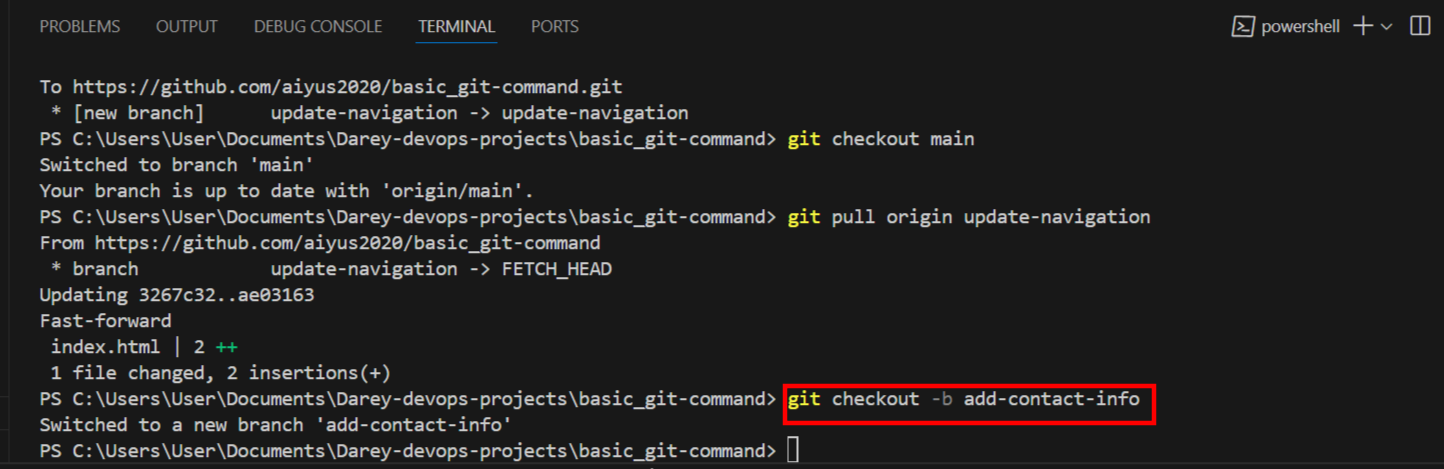 PROBLEMS OUTPUT DEBUG CONSOLE TERMINAL PORTS powershell
To https://github.com/aiyus2020/basic_git-command.git
 * [new branch]      update-navigation -> update-navigation
PS C:\Users\User\Documents\Darey-devops-projects\basic_git-command> git checkout main
Switched to branch 'main'
Your branch is up to date with 'origin/main'.
PS C:\Users\User\Documents\Darey-devops-projects\basic_git-command> git pull origin update-navigation
From https://github.com/aiyus2020/basic_git-command
 * branch            update-navigation -> FETCH_HEAD
Updating 3267c32..ae03163
Fast-forward
 index.html | 2 ++
 1 file changed, 2 insertions(+)
PS C:\Users\User\Documents\Darey-devops-projects\basic_git-command> git checkout -b add-contact-info
Switched to a new branch 'add-contact-info'
PS C:\Users\User\Documents\Darey-devops-projects\basic_git-command>